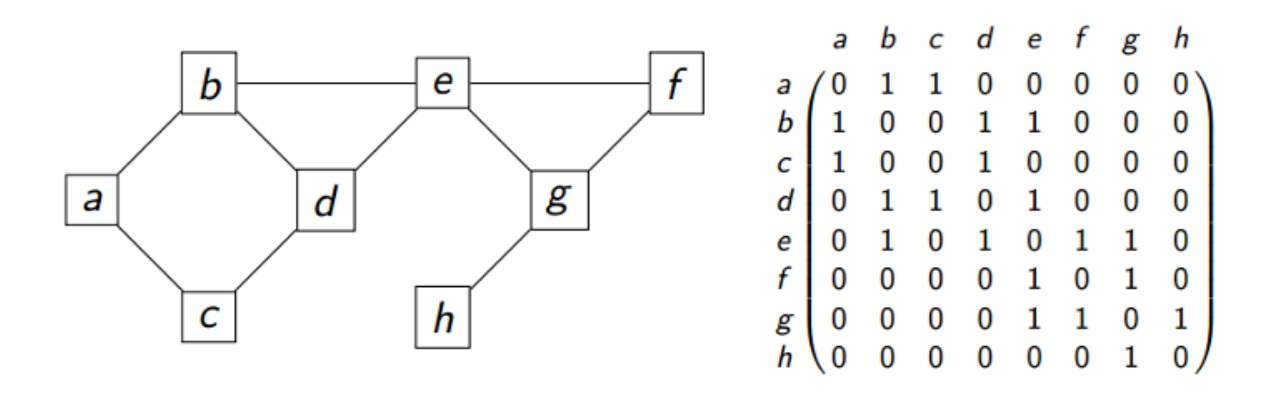 b e f
a d g
c h
a b c d e f g h
a 0 1 1 0 0 0 0 0
b 1 0 0 1 1 0 0 0
c 1 0 0 1 0 0 0 0
d 0 1 1 0 1 0 0 0
e 0 1 0 1 0 1 1 0
f 0 0 0 0 1 0 1 0
g 0 0 0 0 1 1 0 1
h 0 0 0 0 0 0 1 0